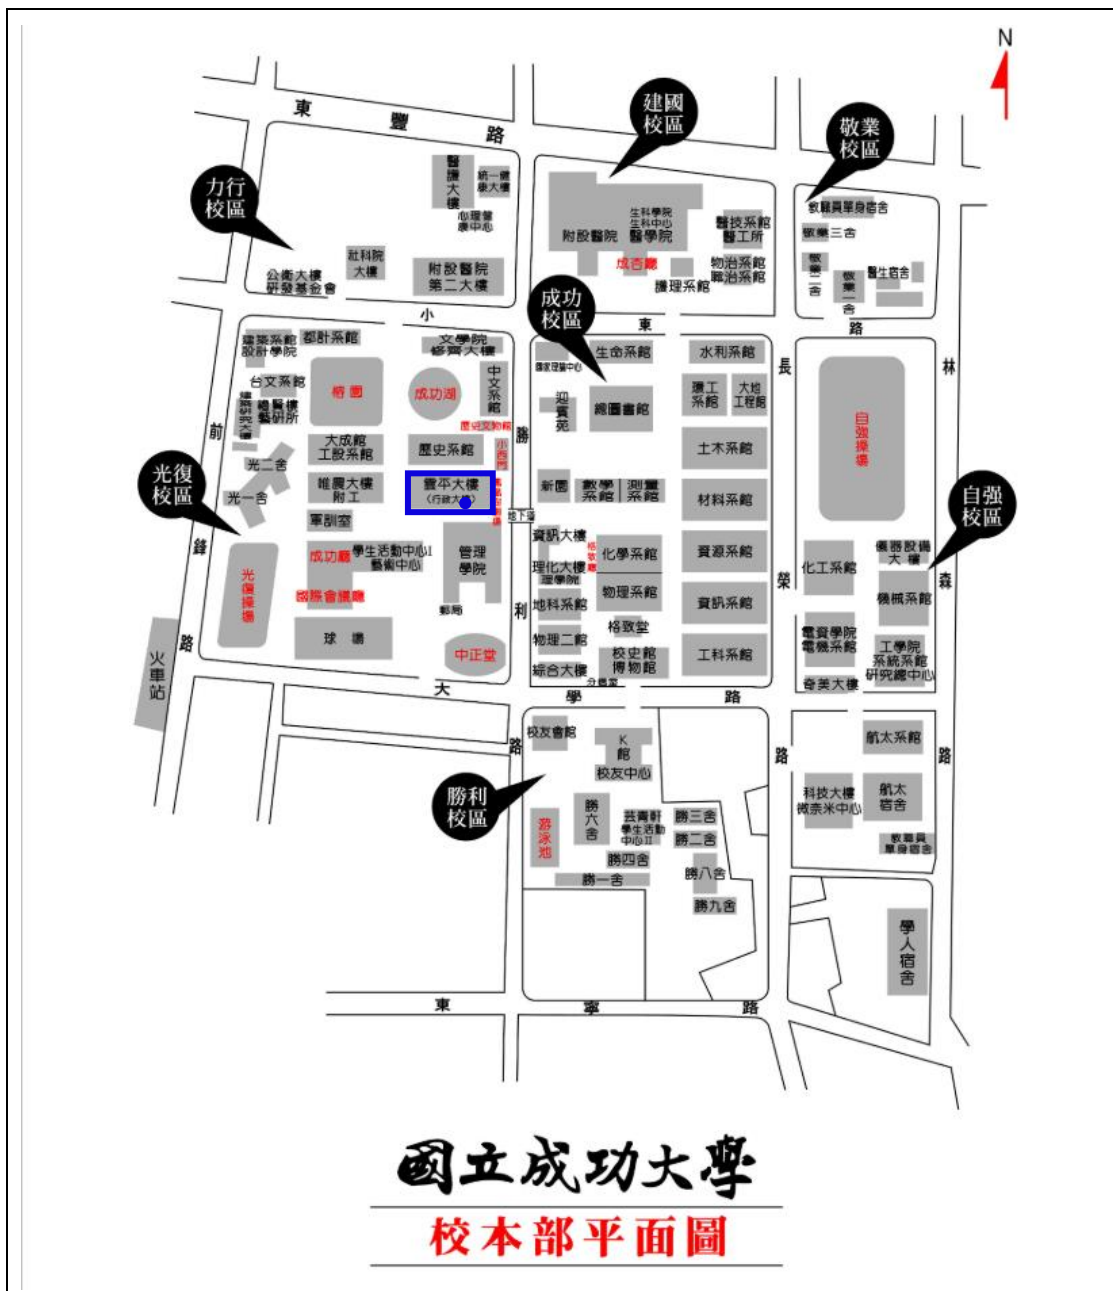 N
東豐路
建國
校區
敬業
校區
力行
校區
醫護大樓
統一健
康大樓
心理健
康中心
社科院
大樓
公衛大樓
研發基金會
附設醫院
第二大樓
生科學院
生科中心
附設醫院
醫學院
成杏廳
護理系館
醫技系館
醫工所
物治系館
職治系館
教職員單身宿舍
敬業三舍
敬業二舍
敬業一舍
醫生宿舍
成功
校區
小東路
建築系館
設計學院
都計系館
文學院
修齊大樓
台文系館
榕園
成功湖
中文系館
歷史文物館
藝研所
大成館
工設系館
歷史系館
小西門
光復
校區
光二舍
光一舍
唯農大樓
附工
雲平大樓
(行政大樓)
軍訓室
地下道
成功廳
學生活動中心I
藝術中心
國際會議廳
光復操場
管理
學院
郵局
球場
中正堂
前鋒路
火車站
勝利路
生命系館
水利系館
迎賓苑
總圖書館
環工
系館
大地
工程館
土木系館
新園
數學
系館
測量
系館
材料系館
資訊大樓
格致廳
化學系館
資源系館
理化大樓
理學院
物理系館
地科系館
資訊系館
格致堂
物理二館
校史館
博物館
工科系館
綜合大樓
大學路
長榮路
林森路
自強操場
自強
校區
儀器設備
大樓
化工系館
機械系館
電資學院
電機系館
工學院
系統系館
研究總中心
奇美大樓
校友會館
K
館
校友中心
勝利
校區
游泳池
勝六舍
芸青軒
學生活動
中心II
勝三舍
勝二舍
勝四舍
勝一舍
勝八舍
勝九舍
航太系館
科技大樓
微奈米中心
航太
宿舍
教職員
單身宿舍
學人宿舍
東寧路
國立成功大學
校本部平面圖